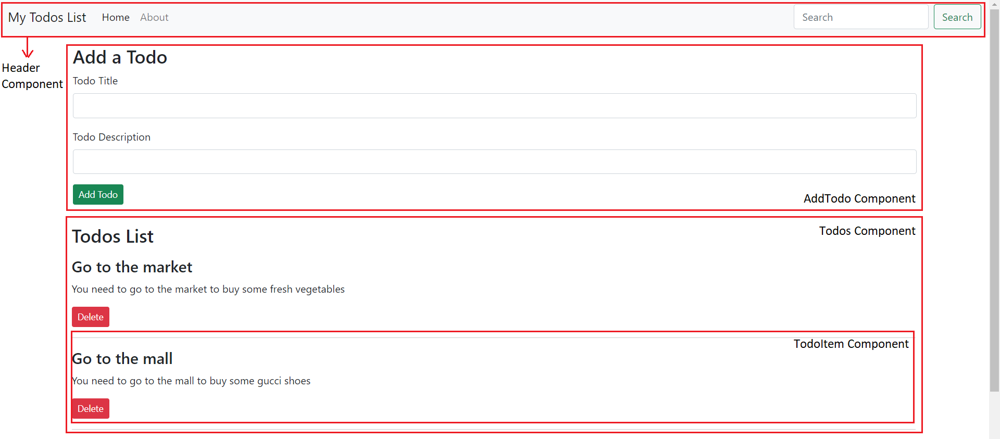 My Todos List Home About Search Search
Header
Component
Add a Todo
Todo Title
Todo Description
Add Todo
AddTodo Component
Todos List
Todos Component
Go to the market
You need to go to the market to buy some fresh vegetables
Delete
TodoItem Component
Go to the mall
You need to go to the mall to buy some gucci shoes
Delete